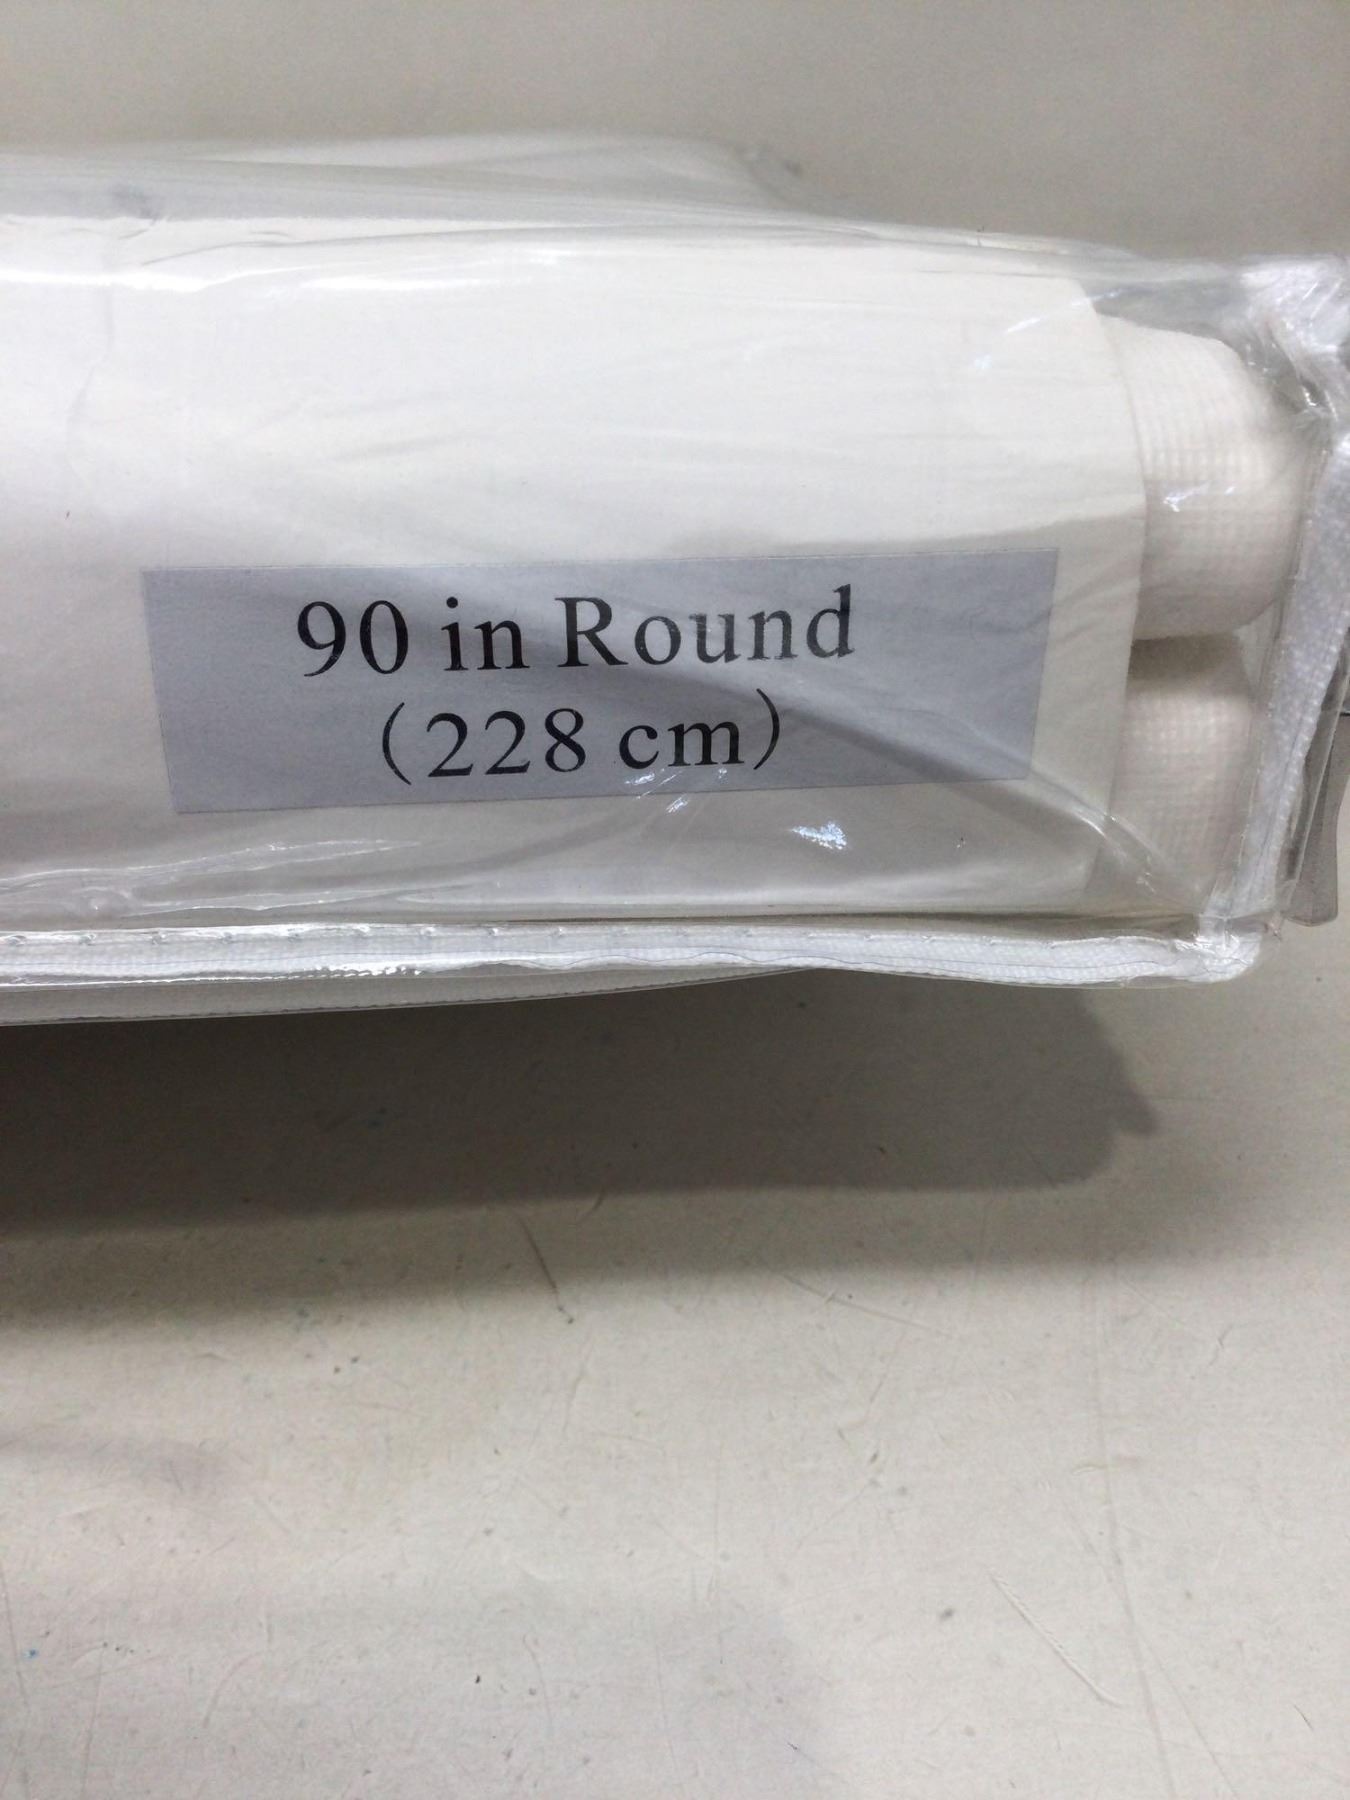 90 in Round
(228 cm)